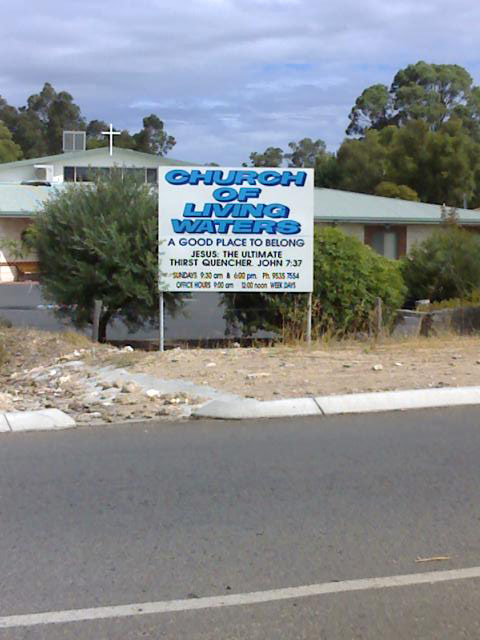 CHURCH
OF
LIVING
WATERS
A GOOD PLACE TO BELONG
JESUS: THE ULTIMATE
THIRST QUENCHER. JOHN 7:37
SUNDAYS 9:30 am & 6:00 pm. Ph. 9535 7554
OFFICE HOURS 9:00 am 12:00 noon WEEK DAYS